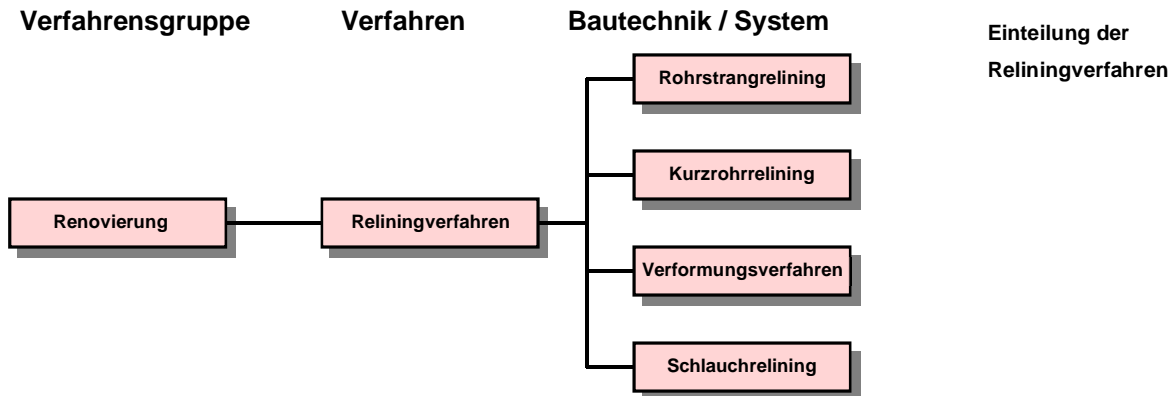 Verfahrensgruppe Verfahren Bautechnik / System
Einteilung der
Reliningverfahren
Rohrstrangrelining
Kurzrohrrelining
Renovierung
Reliningverfahren
Verformungsverfahren
Schlauchrelining